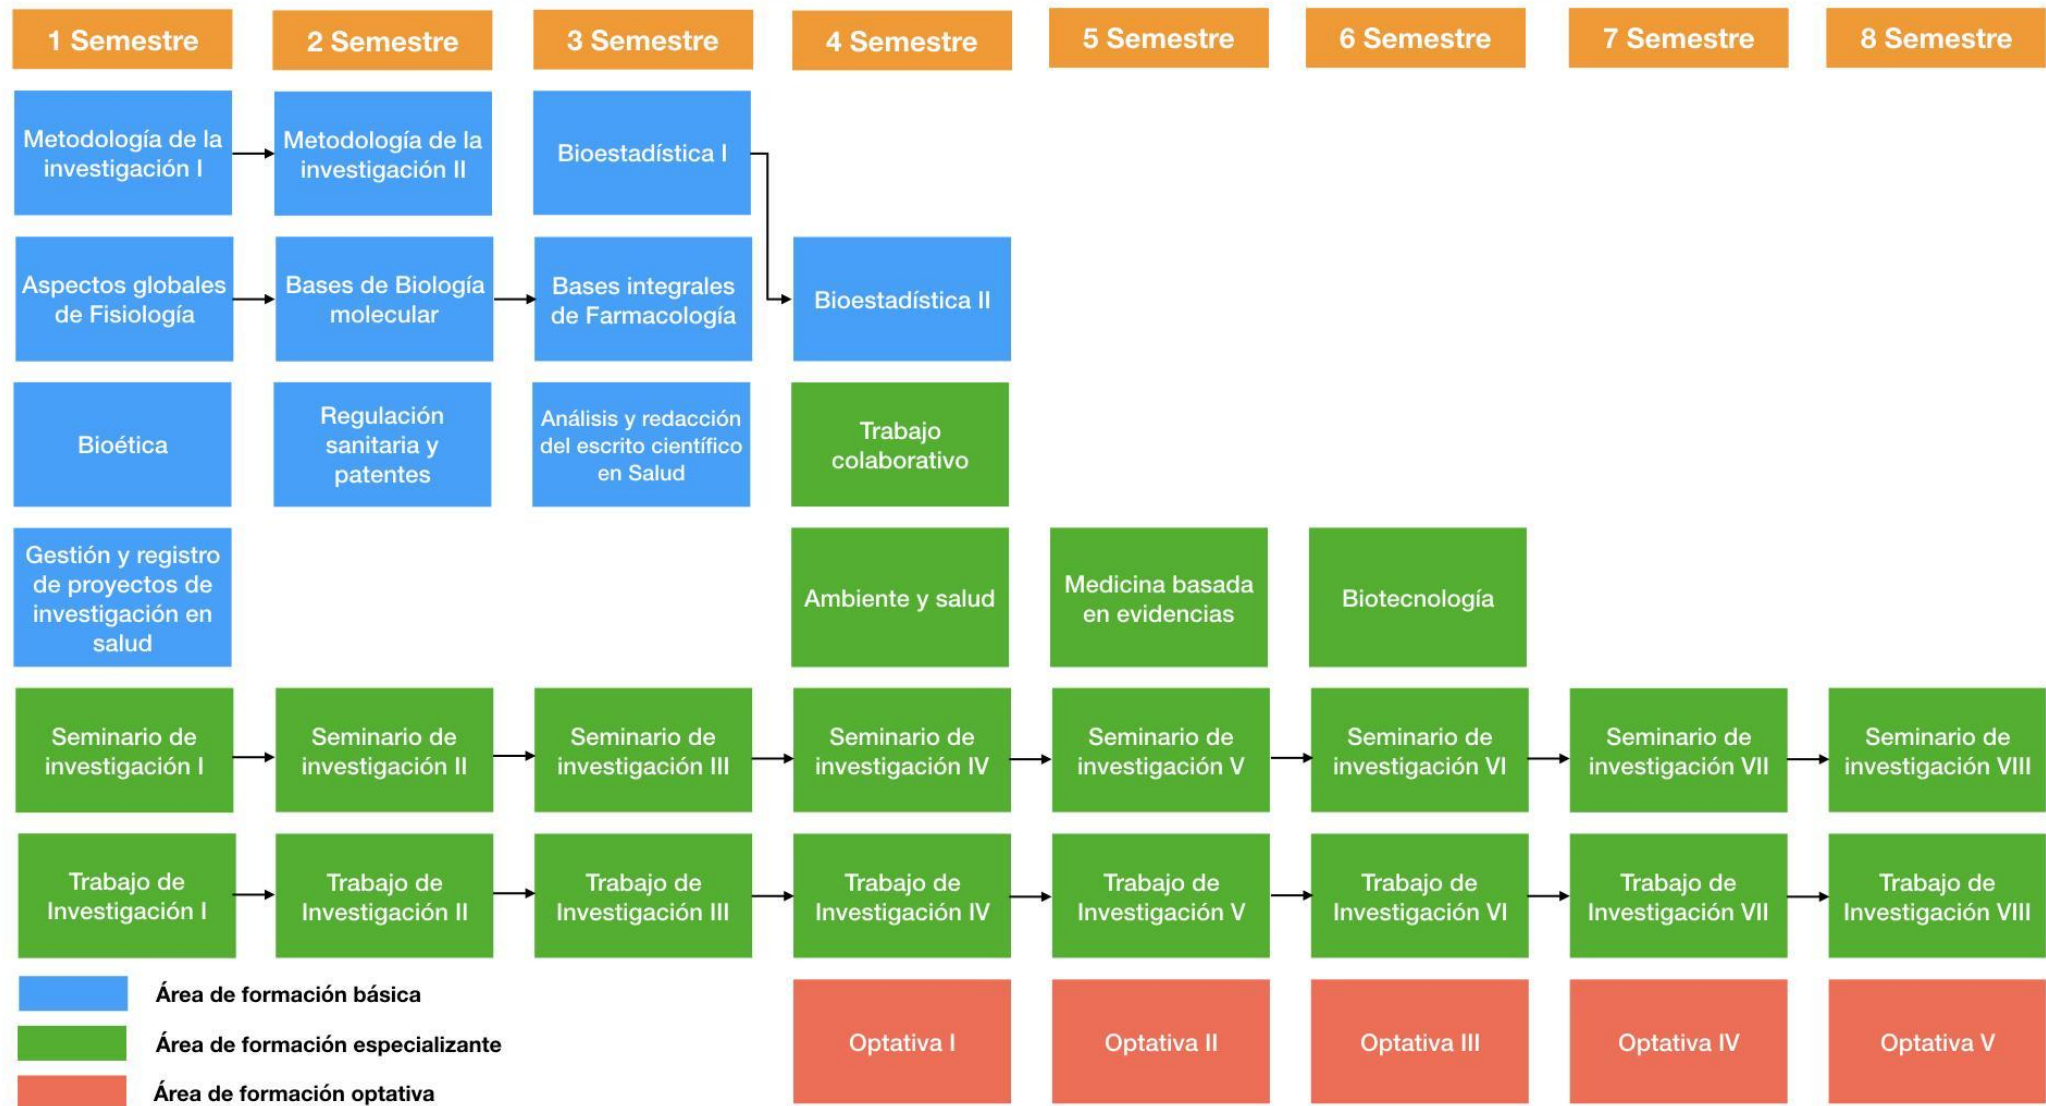 1 Semestre
2 Semestre
3 Semestre
4 Semestre
5 Semestre
6 Semestre
7 Semestre
8 Semestre
Metodología de la
investigación I
Metodología de la
investigación II
Bioestadística I
Aspectos globales
de Fisiología
Bases de Biología
molecular
Bases integrales
de Farmacología
Bioestadística II
Bioética
Regulación
sanitaria y
patentes
Análisis y redacción
del escrito científico
en Salud
Trabajo
colaborativo
Gestión y registro
de proyectos de
investigación en
salud
Ambiente y salud
Medicina basada
en evidencias
Biotecnología
Seminario de
investigación I
Seminario de
investigación II
Seminario de
investigación III
Seminario de
investigación IV
Seminario de
investigación V
Seminario de
investigación VI
Seminario de
investigación VII
Seminario de
investigación VIII
Trabajo de
Investigación I
Trabajo de
Investigación II
Trabajo de
Investigación III
Trabajo de
Investigación IV
Trabajo de
Investigación V
Trabajo de
Investigación VI
Trabajo de
Investigación VII
Trabajo de
Investigación VIII
Área de formación básica
Área de formación especializante
Área de formación optativa
Optativa I
Optativa II
Optativa III
Optativa IV
Optativa V